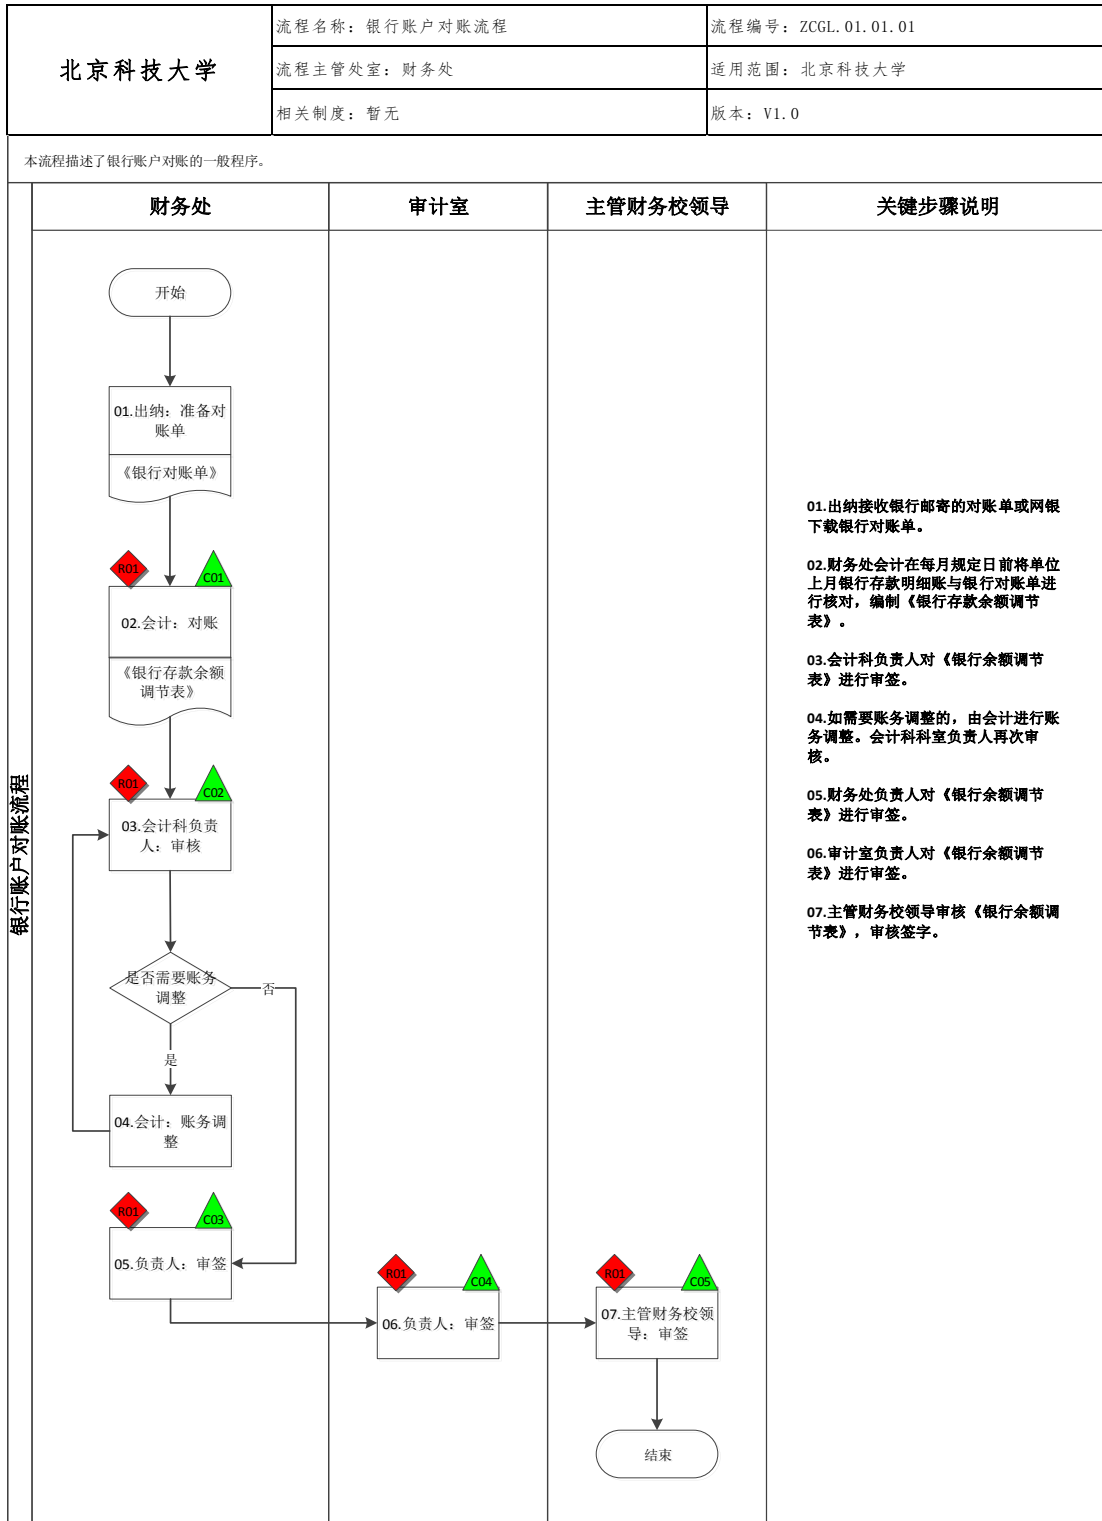 北京科技大学
流程名称：银行账户对账流程
流程编号：ZCGL.01.01.01
流程主管处室：财务处
适用范围：北京科技大学
相关制度：暂无
版本：V1.0
本流程描述了银行账户对账的一般程序。
银行账户对账流程
财务处
审计室
主管财务校领导
关键步骤说明
开始
01.出纳：准备对
账单
《银行对账单》
R01
C01
02.会计：对账
《银行存款余额
调节表》
R01
C02
03.会计科负责
人：审核
是否需要账务
调整
否
是
04.会计：账务调
整
R01
C03
05.负责人：审签
R01
C04
06.负责人：审签
R01
C05
07.主管财务校领
导：审签
结束
01.出纳接收银行邮寄的对账单或网银
下载银行对账单。
02.财务处会计在每月规定日前将单位
上月银行存款明细账与银行对账单进
行核对，编制《银行存款余额调节
表》。
03.会计科负责人对《银行余额调节
表》进行审签。
04.如需要账务调整的，由会计进行账
务调整。会计科科室负责人再次审
核。
05.财务处负责人对《银行余额调节
表》进行审签。
06.审计室负责人对《银行余额调节
表》进行审签。
07.主管财务校领导审核《银行余额调
节表》，审核签字。